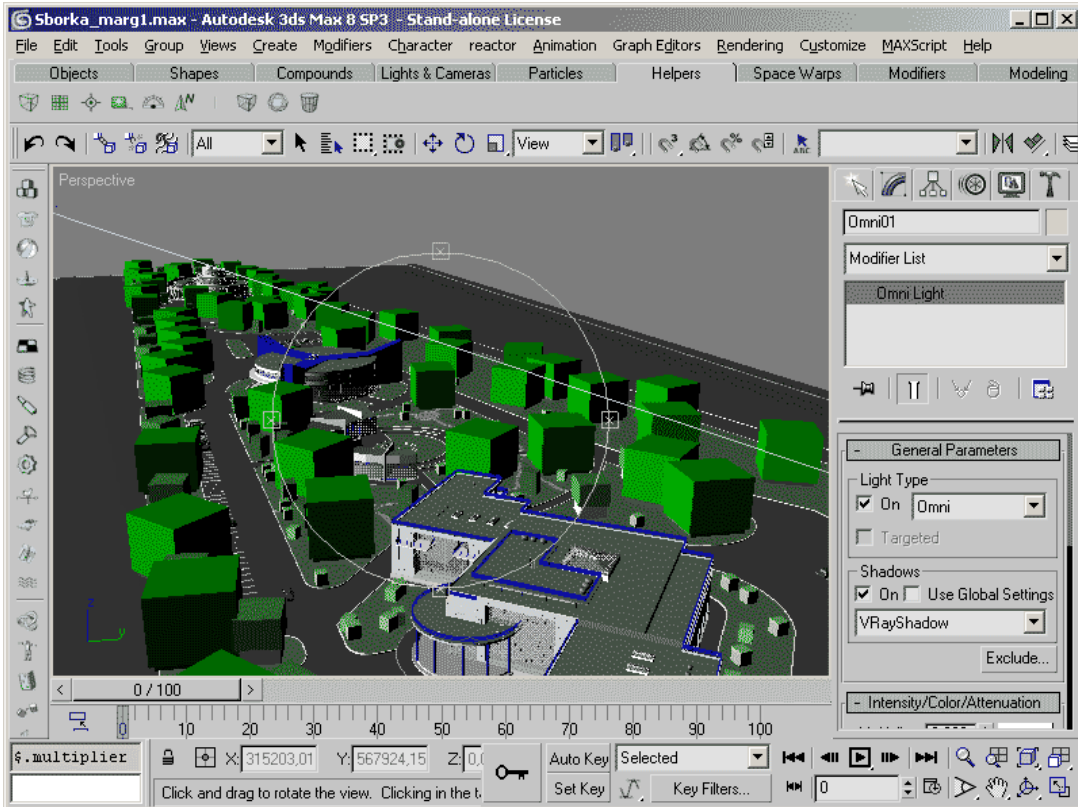 Sborka_marg1.max - Autodesk 3ds Max 8 SP3 - Stand-alone License
File Edit Tools Group Views Create Modifiers Character reactor Animation Graph Editors Rendering Customize MAXScript Help
Objects Shapes Compounds Lights & Cameras Particles Helpers Space Warps Modifiers Modeling
All View ABC
Perspective
Omni01
Modifier List
Omni Light
- General Parameters
Light Type
On Omni
Targeted
Shadows
On Use Global Settings
VRayShadow
Exclude...
- Intensity/Color/Attenuation
z
y
< 0 / 100 >
0 10 20 30 40 50 60 70 80 90 100
$.multiplier X: 315203,01 Y: 567924,15 Z: Auto Key Selected
Click and drag to rotate the view. Clicking in the Set Key Key Filters... 0